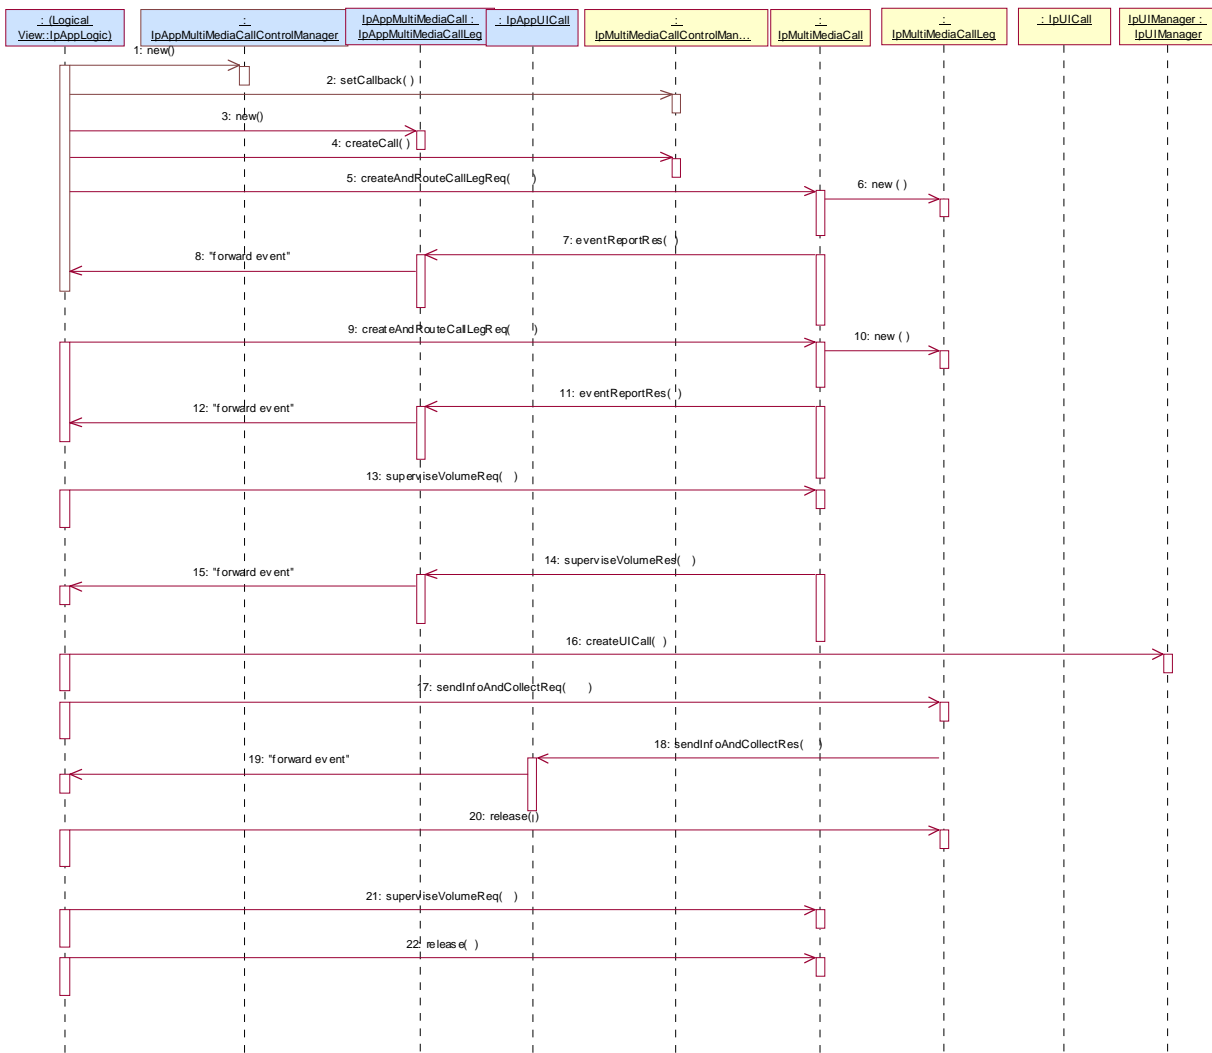 : (Logical
View::IpAppLogic)
:
IpAppMultiMediaCallControlManager
IpAppMultiMediaCall :
IpAppMultiMediaCallLeg
: IpAppUICall
:
IpMultiMediaCallControlMan...
:
IpMultiMediaCall
:
IpMultiMediaCallLeg
: IpUICall
IpUIManager :
IpUIManager
1: new()
2: setCallback( )
3: new()
4: createCall( )
5: createAndRouteCallLegReq( )
6: new ( )
7: eventReportRes( )
8: "forward event"
9: createAndRouteCallLegReq( )
10: new ( )
11: eventReportRes( )
12: "forward event"
13: superviseVolumeReq( )
14: superviseVolumeRes( )
15: "forward event"
16: createUICall( )
17: sendInfoAndCollectReq( )
18: sendInfoAndCollectRes( )
19: "forward event"
20: release( )
21: superviseVolumeReq( )
22: release( )